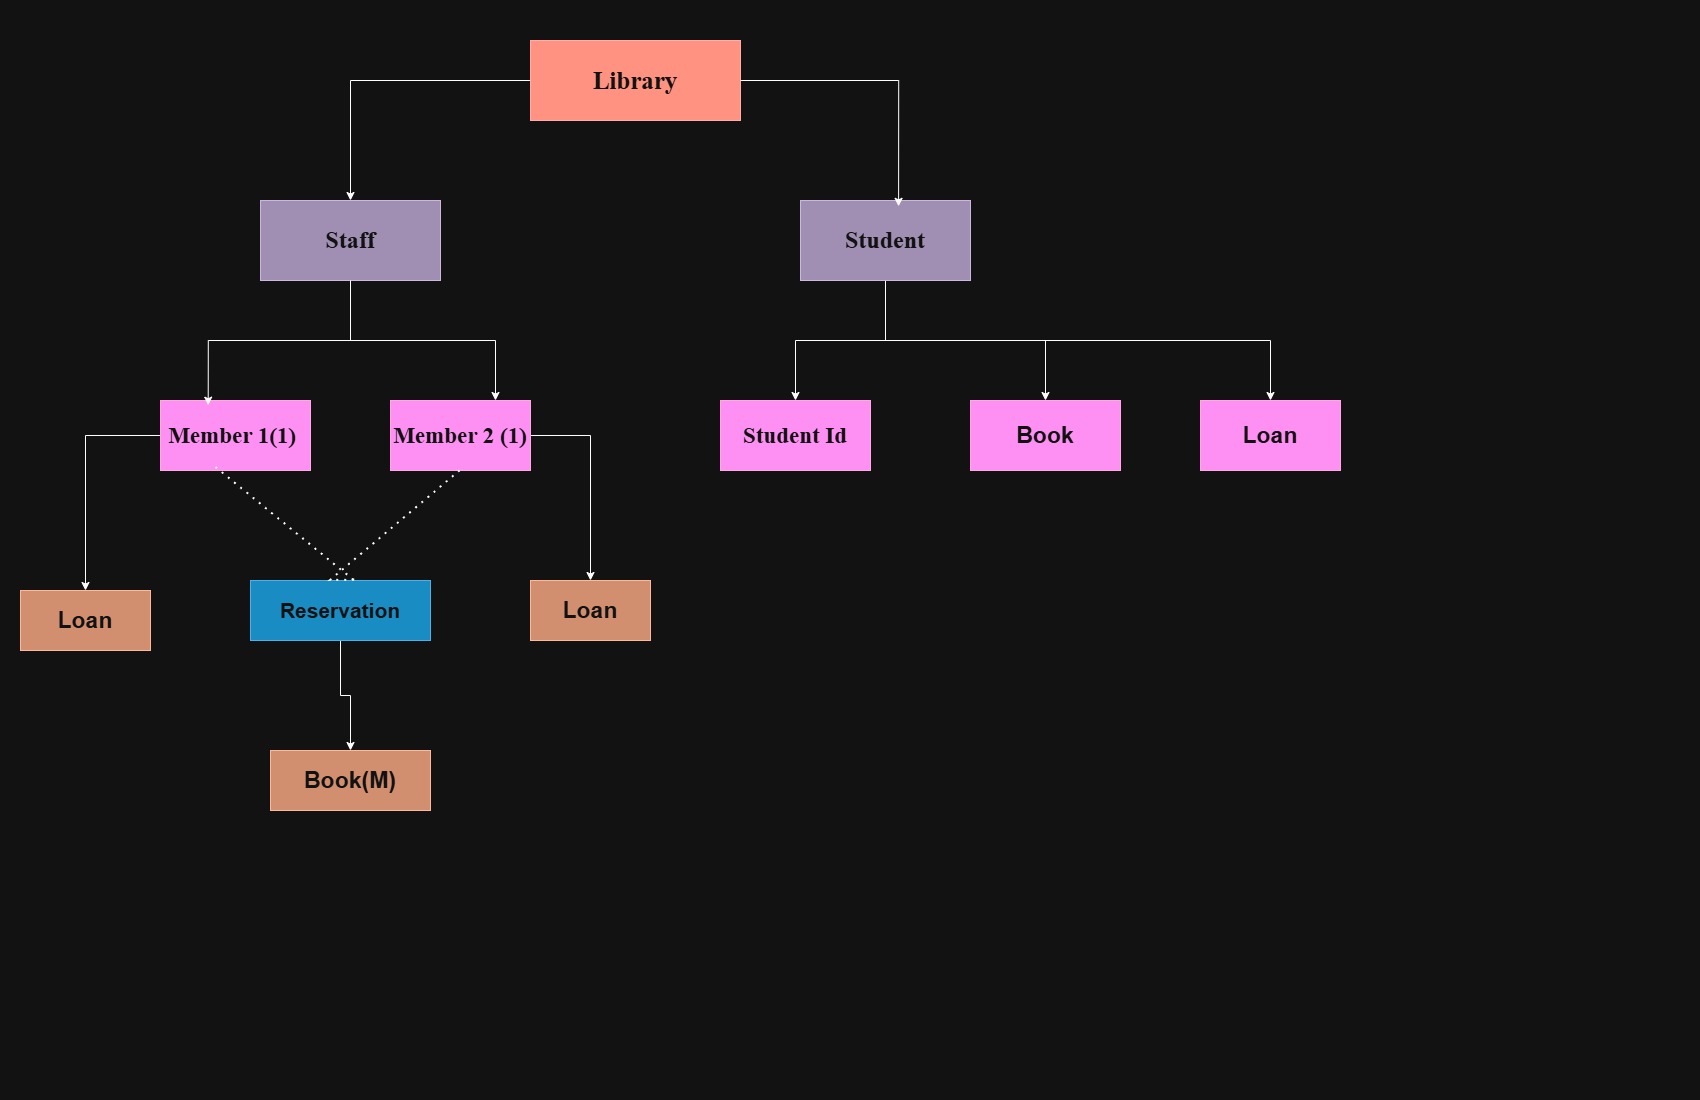 Library
Staff
Student
Member 1(1)
Member 2 (1)
Student Id
Book
Loan
Loan
Reservation
Loan
Book(M)